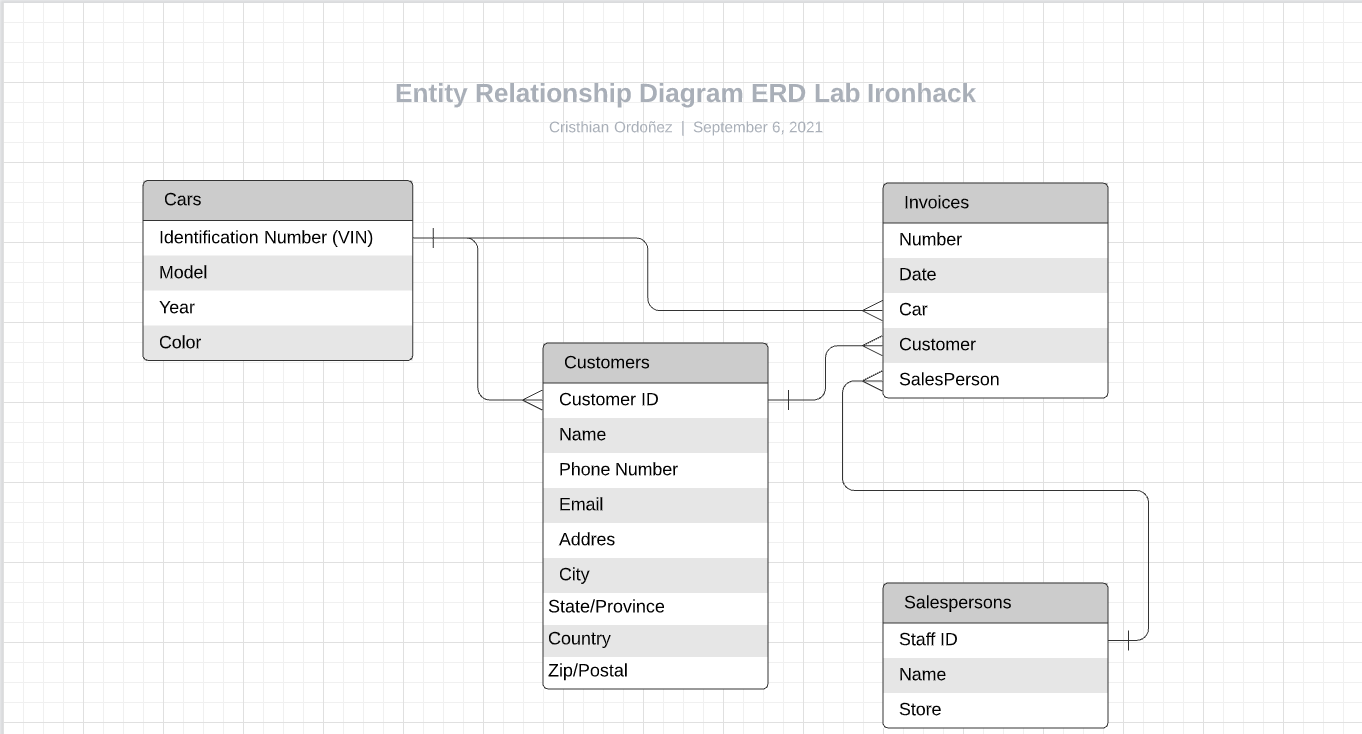 Entity Relationship Diagram ERD Lab Ironhack
Cristhian Ordoñez | September 6, 2021
Cars
Identification Number (VIN)
Model
Year
Color
Customers
Customer ID
Name
Phone Number
Email
Addres
City
State/Province
Country
Zip/Postal
Invoices
Number
Date
Car
Customer
SalesPerson
Salespersons
Staff ID
Name
Store